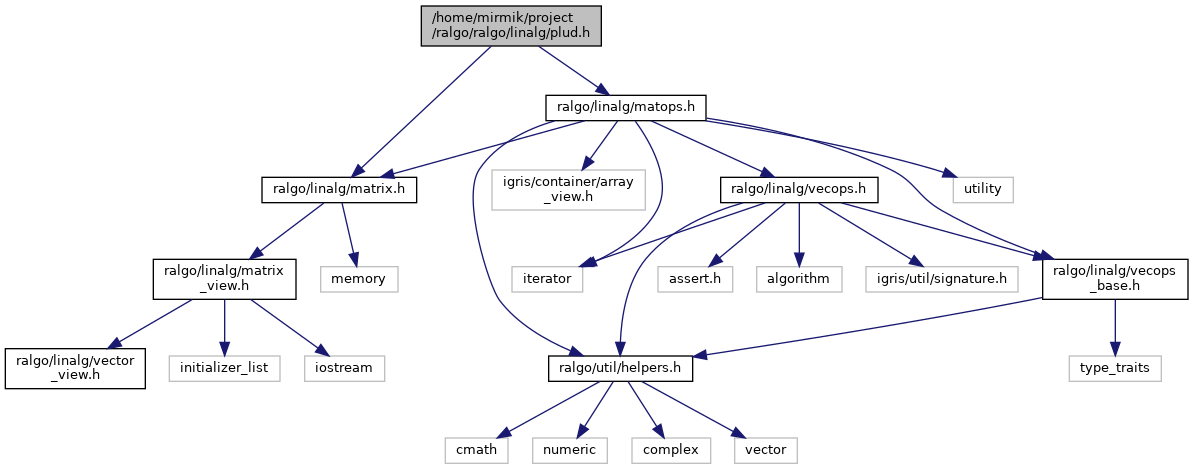 /home/mirmik/project
/ralgo/ralgo/linalg/plud.h
ralgo/linalg/matops.h
ralgo/linalg/matrix.h
igris/container/array
_view.h
ralgo/linalg/vecops.h
utility
ralgo/linalg/matrix
_view.h
memory
iterator
assert.h
algorithm
igris/util/signature.h
ralgo/linalg/vecops
_base.h
ralgo/linalg/vector
_view.h
initializer_list
iostream
ralgo/util/helpers.h
type_traits
cmath
numeric
complex
vector